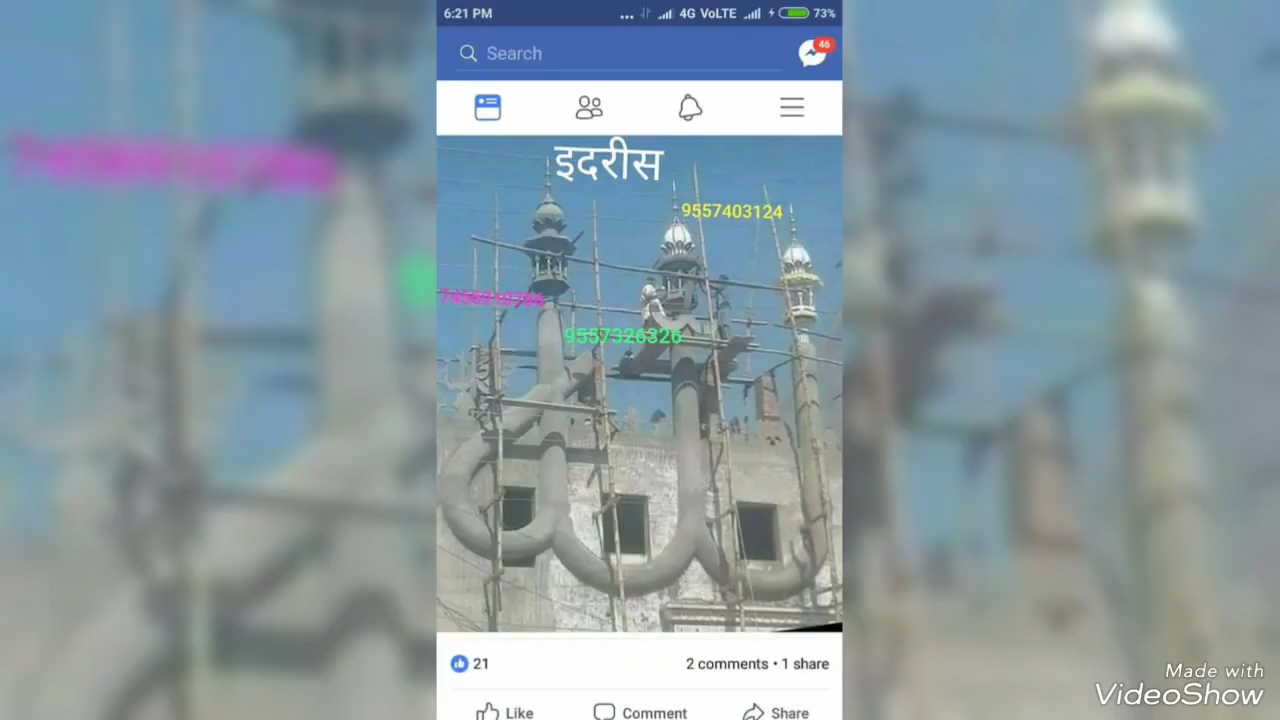 6:21 PM
4G VoLTE
73%
Search
46
इदरीस
9557403124
9557326326
21
2 comments • 1 share
Like
Comment
Share
Made with
VideoShow